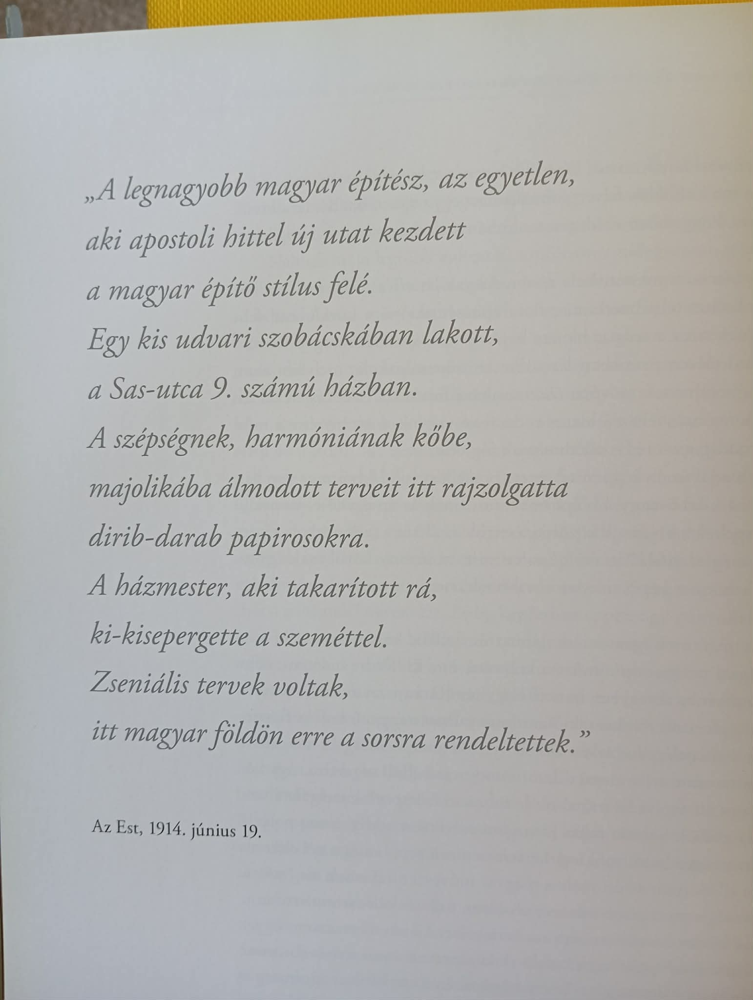 „A legnagyobb magyar építész, az egyetlen,
aki apostoli hittel új utat kezdett
a magyar építő stílus felé.
Egy kis udvari szobácskában lakott,
a Sas-utca 9. számú házban.
A szépségnek, harmóniának kőbe,
majolikába álmodott terveit itt rajzolgatta
dirib-darab papirosokra.
A házmester, aki takarított rá,
ki-kisepergette a szeméttel.
Zseniális tervek voltak,
itt magyar földön erre a sorsra rendeltettek.”
Az Est, 1914. június 19.